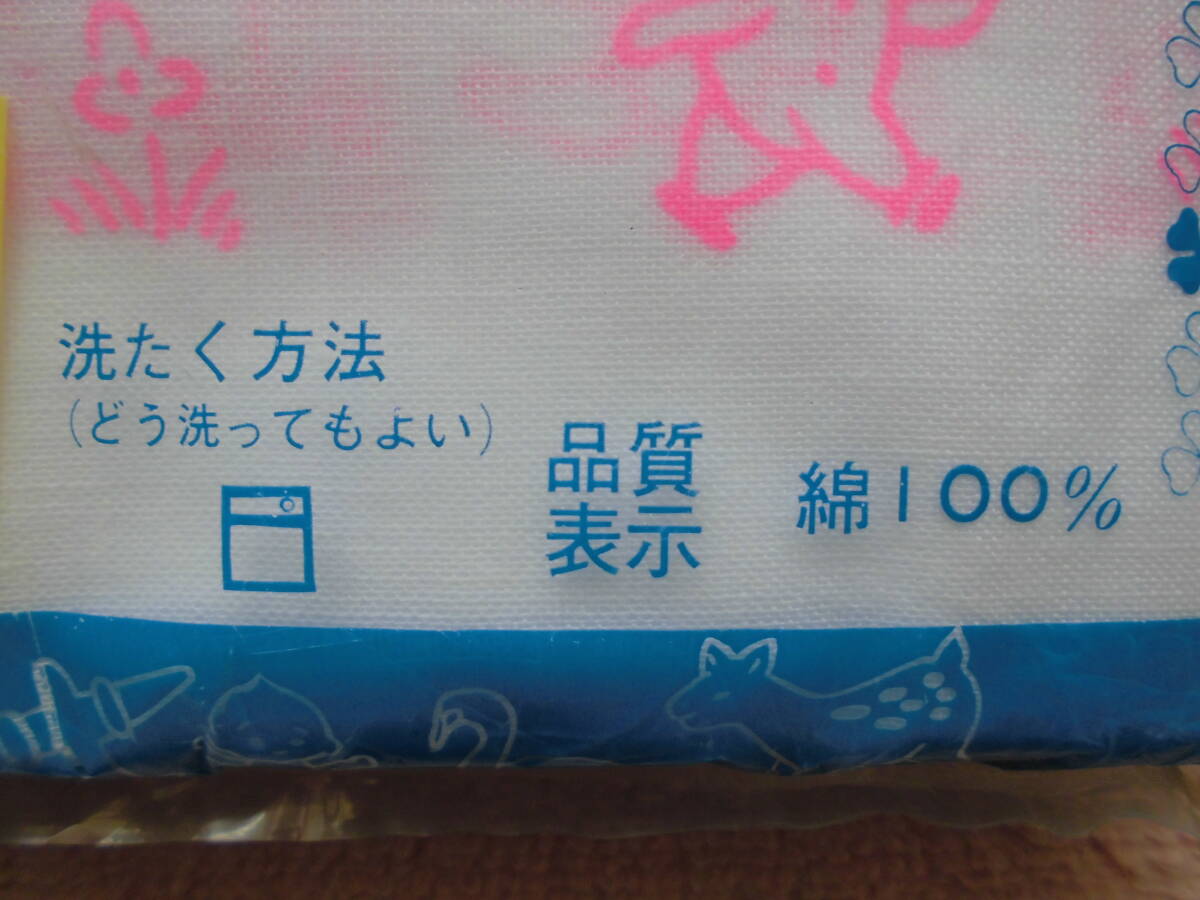 洗たく方法
(どう洗ってもよい)
品質
表示
綿100%